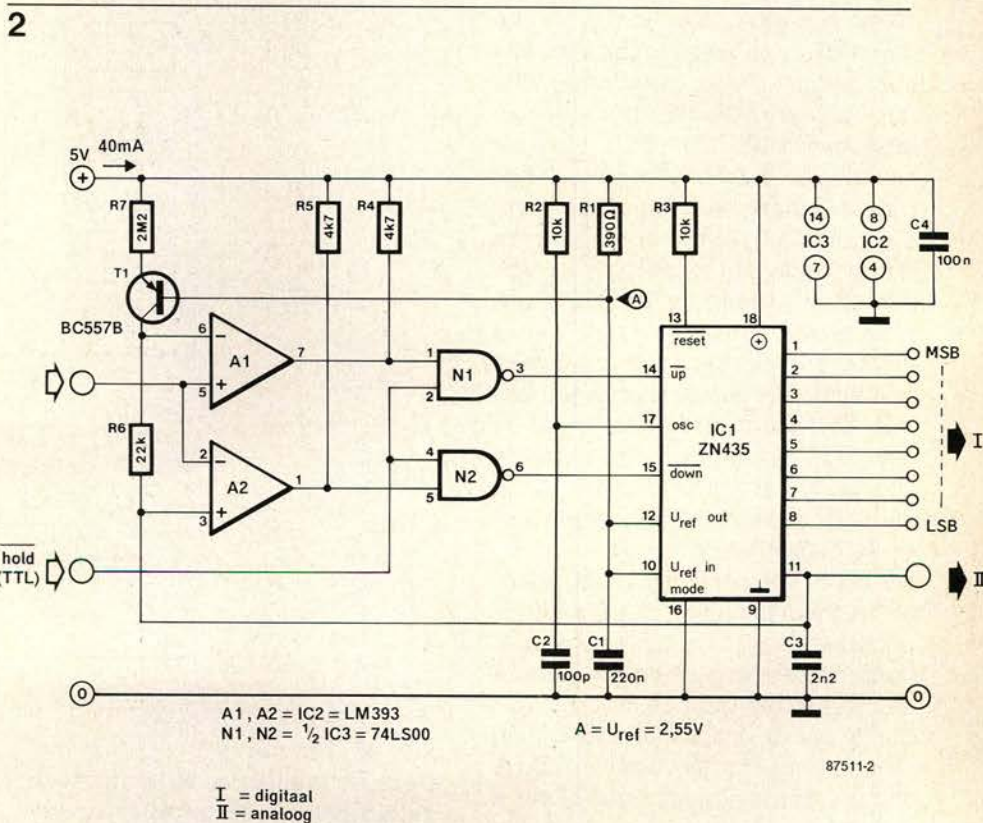 2
5V 40mA
+
R7
2M2
R5
4k7
R4
4k7
R2
10k
R1
390Ω
R3
10k
14
IC3
7
8
IC2
4
C4
100n
T1
BC557B
A
6
5
A1
7
1
2
N1
3
R6
22k
2
3
A2
1
4
5
N2
6
hold
(TTL)
13
reset
18
+
14
up
17
osc
15
down
12
Uref out
10
Uref in
mode
16
9
IC1
ZN435
1
2
3
4
5
6
7
8
11
MSB
LSB
I
II
C2
100p
C1
220n
C3
2n2
0
0
A1, A2 = IC2 = LM393
N1, N2 = ½ IC3 = 74LS00
A = Uref = 2,55V
87511-2
I = digitaal
II = analoog